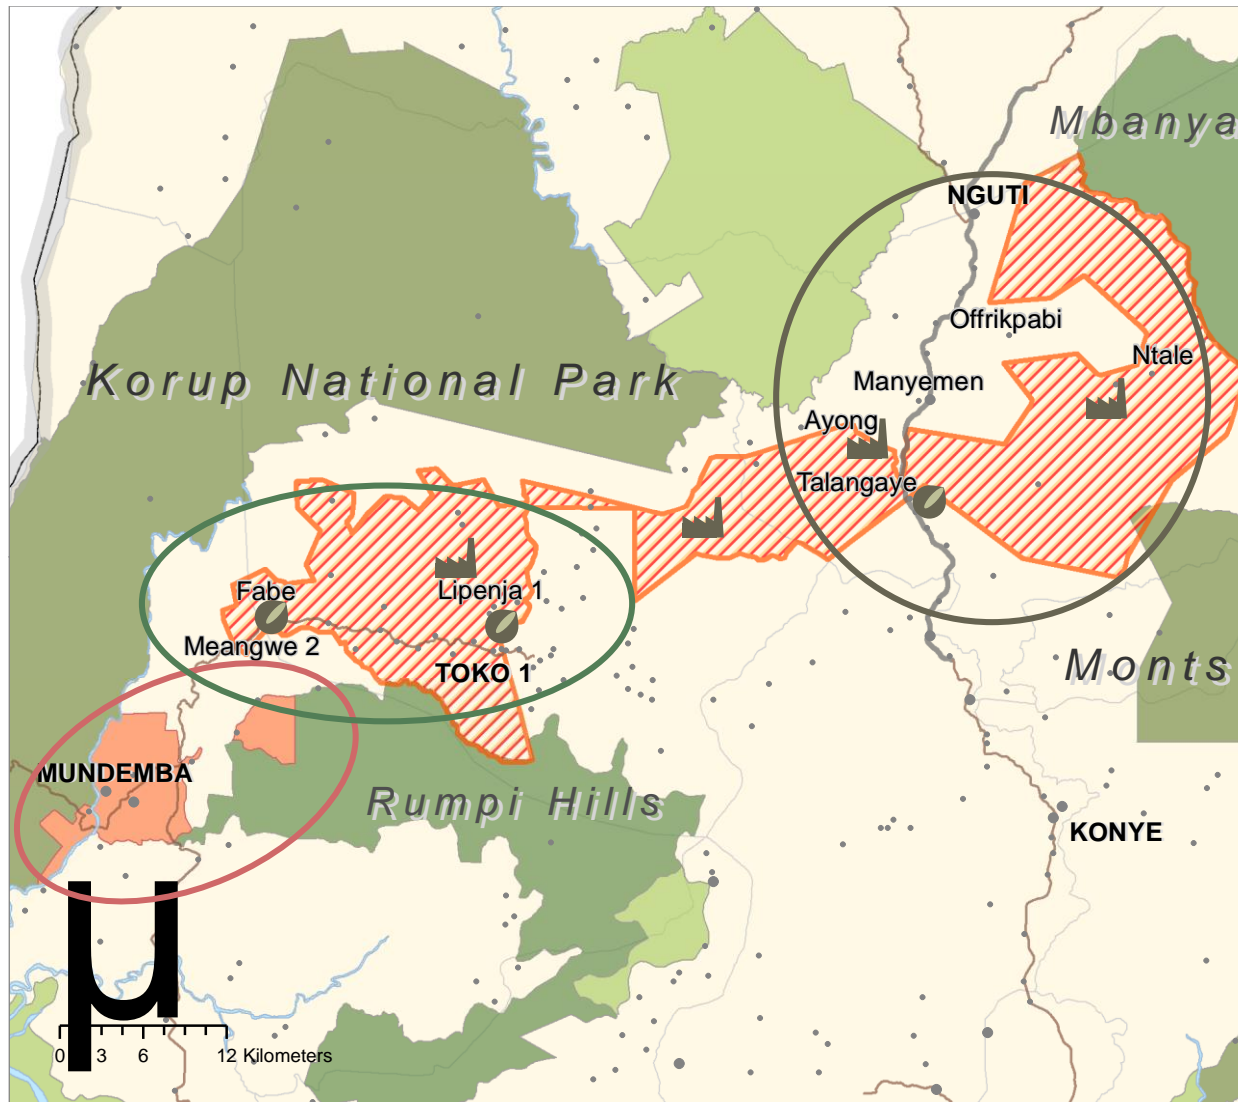 Mbanya
NGUTI
Offrikpabi
Ntale
Korup National Park
Manyemen
Ayong
Talangaye
Fabe
Lipenja 1
Meangwe 2
TOKO 1
Monts
MUNDEMBA
Rumpi Hills
KONYE
µ
0 3 6 12 Kilometers